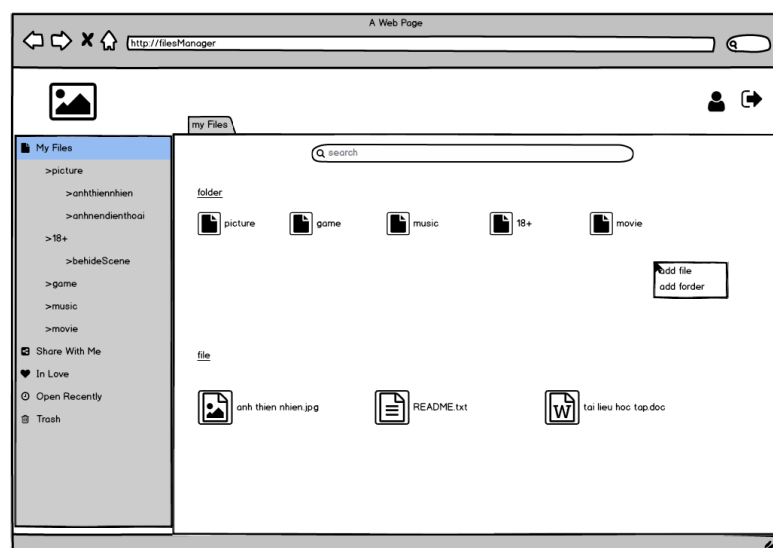 A Web Page
http://filesManager
my Files
My Files
>picture
>anhthiennhien
>anhnendienthoai
>18+
>behideScene
>game
>music
>movie
Share With Me
In Love
Open Recently
Trash
search
folder
picture
game
music
18+
movie
add file
add forder
file
anh thien nhien.jpg
README.txt
W
tai lieu hoc tap.doc